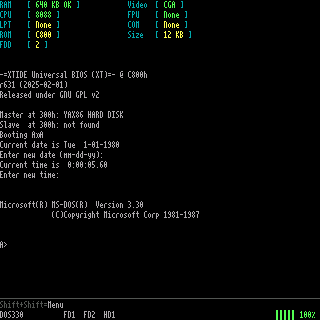 RAM [ 640 KB OK ] Video [ CGA ]
CPU [ 8088 ] FPU [ None ]
LPT [ None ] COM [ None ]
ROM [ C800 ] Size [ 12 KB ]
FDD [ 2 ]
-=XTIDE Universal BIOS (XT)=- @ C800h
r631 (2025-02-01)
Released under GNU GPL v2
Master at 300h: VAX86 HARD DISK
Slave at 300h: not found
Booting A»A
Current date is Tue 1-01-1980
Enter new date (mm-dd-yy):
Current time is 0:00:05.60
Enter new time:
Microsoft(R) MS-DOS(R) Version 3.30
(C)Copyright Microsoft Corp 1981-1987
A>
Shift+Shift=Menu
DOS330 FD1 FD2 HD1 100%